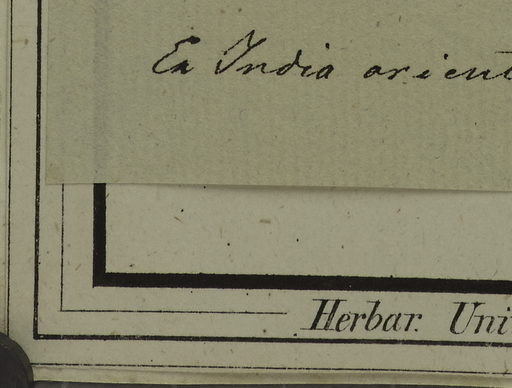 Ex India orient
Herbar. Uni